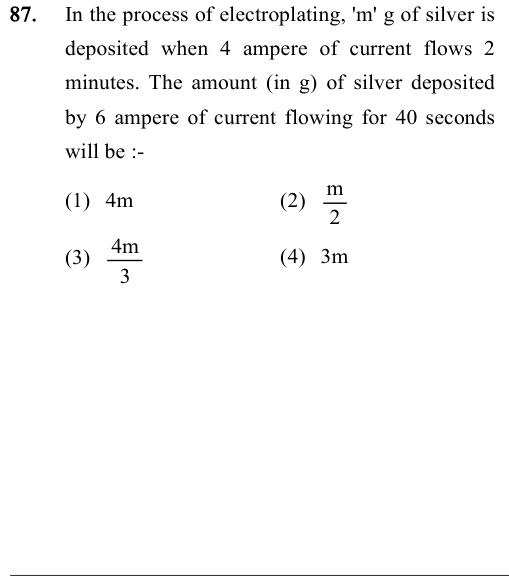 87. In the process of electroplating, 'm' g of silver is
deposited when 4 ampere of current flows 2
minutes. The amount (in g) of silver deposited
by 6 ampere of current flowing for 40 seconds
will be :-
(1) 4m (2) m/2
(3) 4m/3 (4) 3m